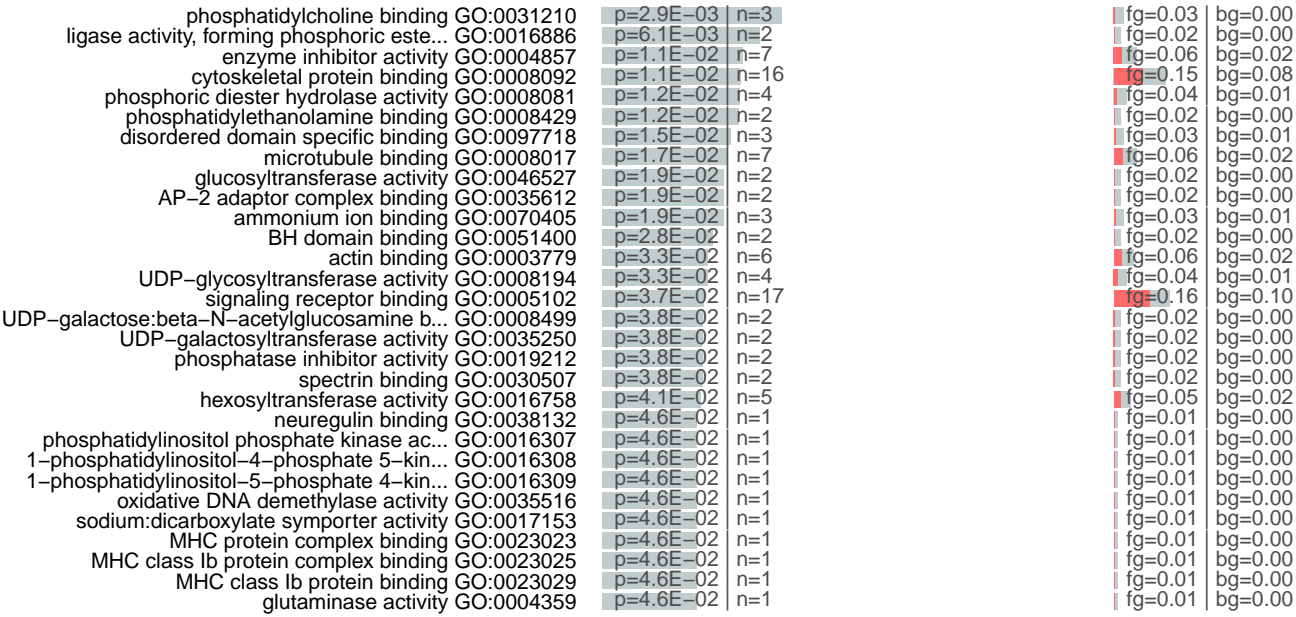 phosphatidylcholine binding GO:0031210 p=2.9E−03 | n=3 fg=0.03 | bg=0.00
ligase activity, forming phosphoric este... GO:0016886 p=6.1E−03 | n=2 fg=0.02 | bg=0.00
enzyme inhibitor activity GO:0004857 p=1.1E−02 | n=7 fg=0.06 | bg=0.02
cytoskeletal protein binding GO:0008092 p=1.1E−02 | n=16 fg=0.15 | bg=0.08
phosphoric diester hydrolase activity GO:0008081 p=1.2E−02 | n=4 fg=0.04 | bg=0.01
phosphatidylethanolamine binding GO:0008429 p=1.2E−02 | n=2 fg=0.02 | bg=0.00
disordered domain specific binding GO:0097718 p=1.5E−02 | n=3 fg=0.03 | bg=0.01
microtubule binding GO:0008017 p=1.7E−02 | n=7 fg=0.06 | bg=0.02
glucosyltransferase activity GO:0046527 p=1.9E−02 | n=2 fg=0.02 | bg=0.00
AP−2 adaptor complex binding GO:0035612 p=1.9E−02 | n=2 fg=0.02 | bg=0.00
ammonium ion binding GO:0070405 p=1.9E−02 | n=3 fg=0.03 | bg=0.01
BH domain binding GO:0051400 p=2.8E−02 | n=2 fg=0.02 | bg=0.00
actin binding GO:0003779 p=3.3E−02 | n=6 fg=0.06 | bg=0.02
UDP−glycosyltransferase activity GO:0008194 p=3.3E−02 | n=4 fg=0.04 | bg=0.01
signaling receptor binding GO:0005102 p=3.7E−02 | n=17 fg=0.16 | bg=0.10
UDP−galactose:beta−N−acetylglucosamine b... GO:0008499 p=3.8E−02 | n=2 fg=0.02 | bg=0.00
UDP−galactosyltransferase activity GO:0035250 p=3.8E−02 | n=2 fg=0.02 | bg=0.00
phosphatase inhibitor activity GO:0019212 p=3.8E−02 | n=2 fg=0.02 | bg=0.00
spectrin binding GO:0030507 p=3.8E−02 | n=2 fg=0.02 | bg=0.00
hexosyltransferase activity GO:0016758 p=4.1E−02 | n=5 fg=0.05 | bg=0.02
neuregulin binding GO:0038132 p=4.6E−02 | n=1 fg=0.01 | bg=0.00
phosphatidylinositol phosphate kinase ac... GO:0016307 p=4.6E−02 | n=1 fg=0.01 | bg=0.00
1−phosphatidylinositol−4−phosphate 5−kin... GO:0016308 p=4.6E−02 | n=1 fg=0.01 | bg=0.00
1−phosphatidylinositol−5−phosphate 4−kin... GO:0016309 p=4.6E−02 | n=1 fg=0.01 | bg=0.00
oxidative DNA demethylase activity GO:0035516 p=4.6E−02 | n=1 fg=0.01 | bg=0.00
sodium:dicarboxylate symporter activity GO:0017153 p=4.6E−02 | n=1 fg=0.01 | bg=0.00
MHC protein complex binding GO:0023023 p=4.6E−02 | n=1 fg=0.01 | bg=0.00
MHC class Ib protein complex binding GO:0023025 p=4.6E−02 | n=1 fg=0.01 | bg=0.00
MHC class Ib protein binding GO:0023029 p=4.6E−02 | n=1 fg=0.01 | bg=0.00
glutaminase activity GO:0004359 p=4.6E−02 | n=1 fg=0.01 | bg=0.00